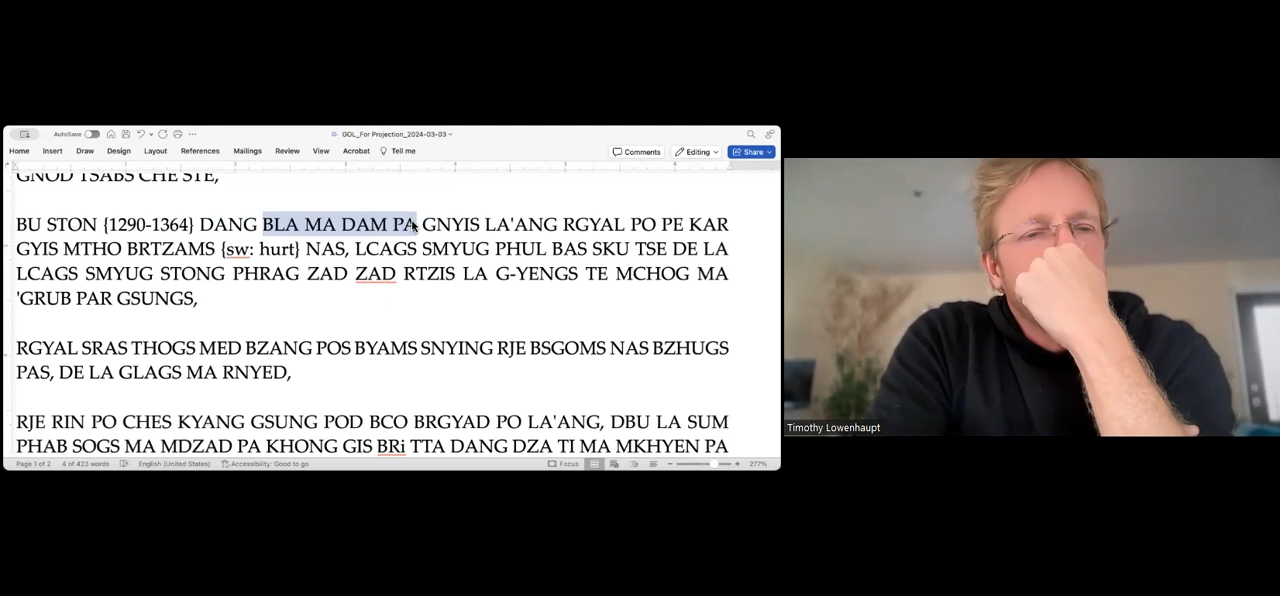 AutoSave
GOL_For Projection_2024-03-03
Home Insert Draw Design Layout References Mailings Review View Acrobat Tell me Comments Editing Share
GNOD TSABS CHE STE,
BU STON {1290-1364} DANG BLA MA DAM PA GNYIS LA'ANG RGYAL PO PE KAR
GYIS MTHO BRTZAMS {sw: hurt} NAS, LCAGS SMYUG PHUL BAS SKU TSE DE LA
LCAGS SMYUG STONG PHRAG ZAD ZAD RTZIS LA G-YENGS TE MCHOG MA
'GRUB PAR GSUNGS,
RGYAL SRAS THOGS MED BZANG POS BYAMS SNYING RJE BSGOMS NAS BZHUGS
PAS, DE LA GLAGS MA RNYED,
RJE RIN PO CHES KYANG GSUNG POD BCO BRGYAD PO LA'ANG, DBU LA SUM
PHAB SOGS MA MDZAD PA KHONG GIS BRi TTA DANG DZA TI MA MKHYEN PA
Page 1 of 2 4 of 423 words English (United States) Accessibility: Good to go Focus 277%
Timothy Lowenhaupt